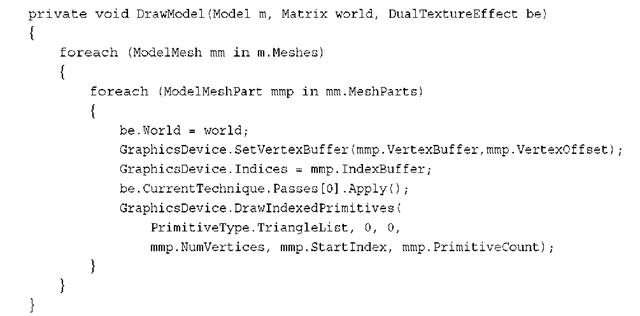 private void DrawModel(Model m, Matrix world, DualTextureEffect be)
{
foreach (ModelMesh mm in m.Meshes)
{
foreach (ModelMeshPart mmp in mm.MeshParts)
{
be.World = world;
GraphicsDevice.SetVertexBuffer(mmp.VertexBuffer,mmp.VertexOffset);
GraphicsDevice.Indices = mmp.IndexBuffer;
be.CurrentTechnique.Passes[0].Apply();
GraphicsDevice.DrawIndexedPrimitives(
PrimitiveType.TriangleList, 0, 0,
mmp.NumVertices, mmp.StartIndex, mmp.PrimitiveCount);
}
}
}